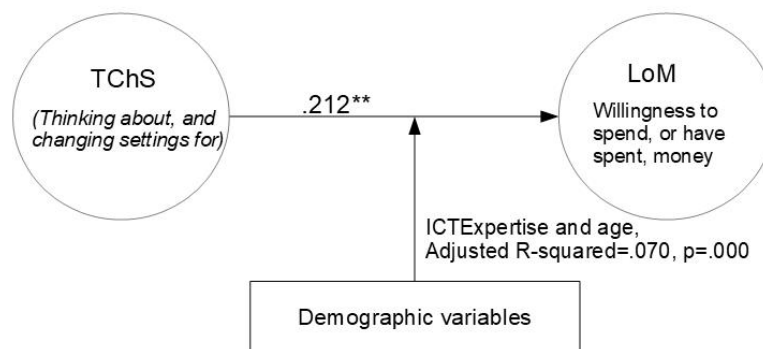 TChS
(Thinking about, and
changing settings for)
.212**
LoM
Willingness to
spend, or have
spent, money
ICTExpertise and age,
Adjusted R-squared=.070, p=.000
Demographic variables